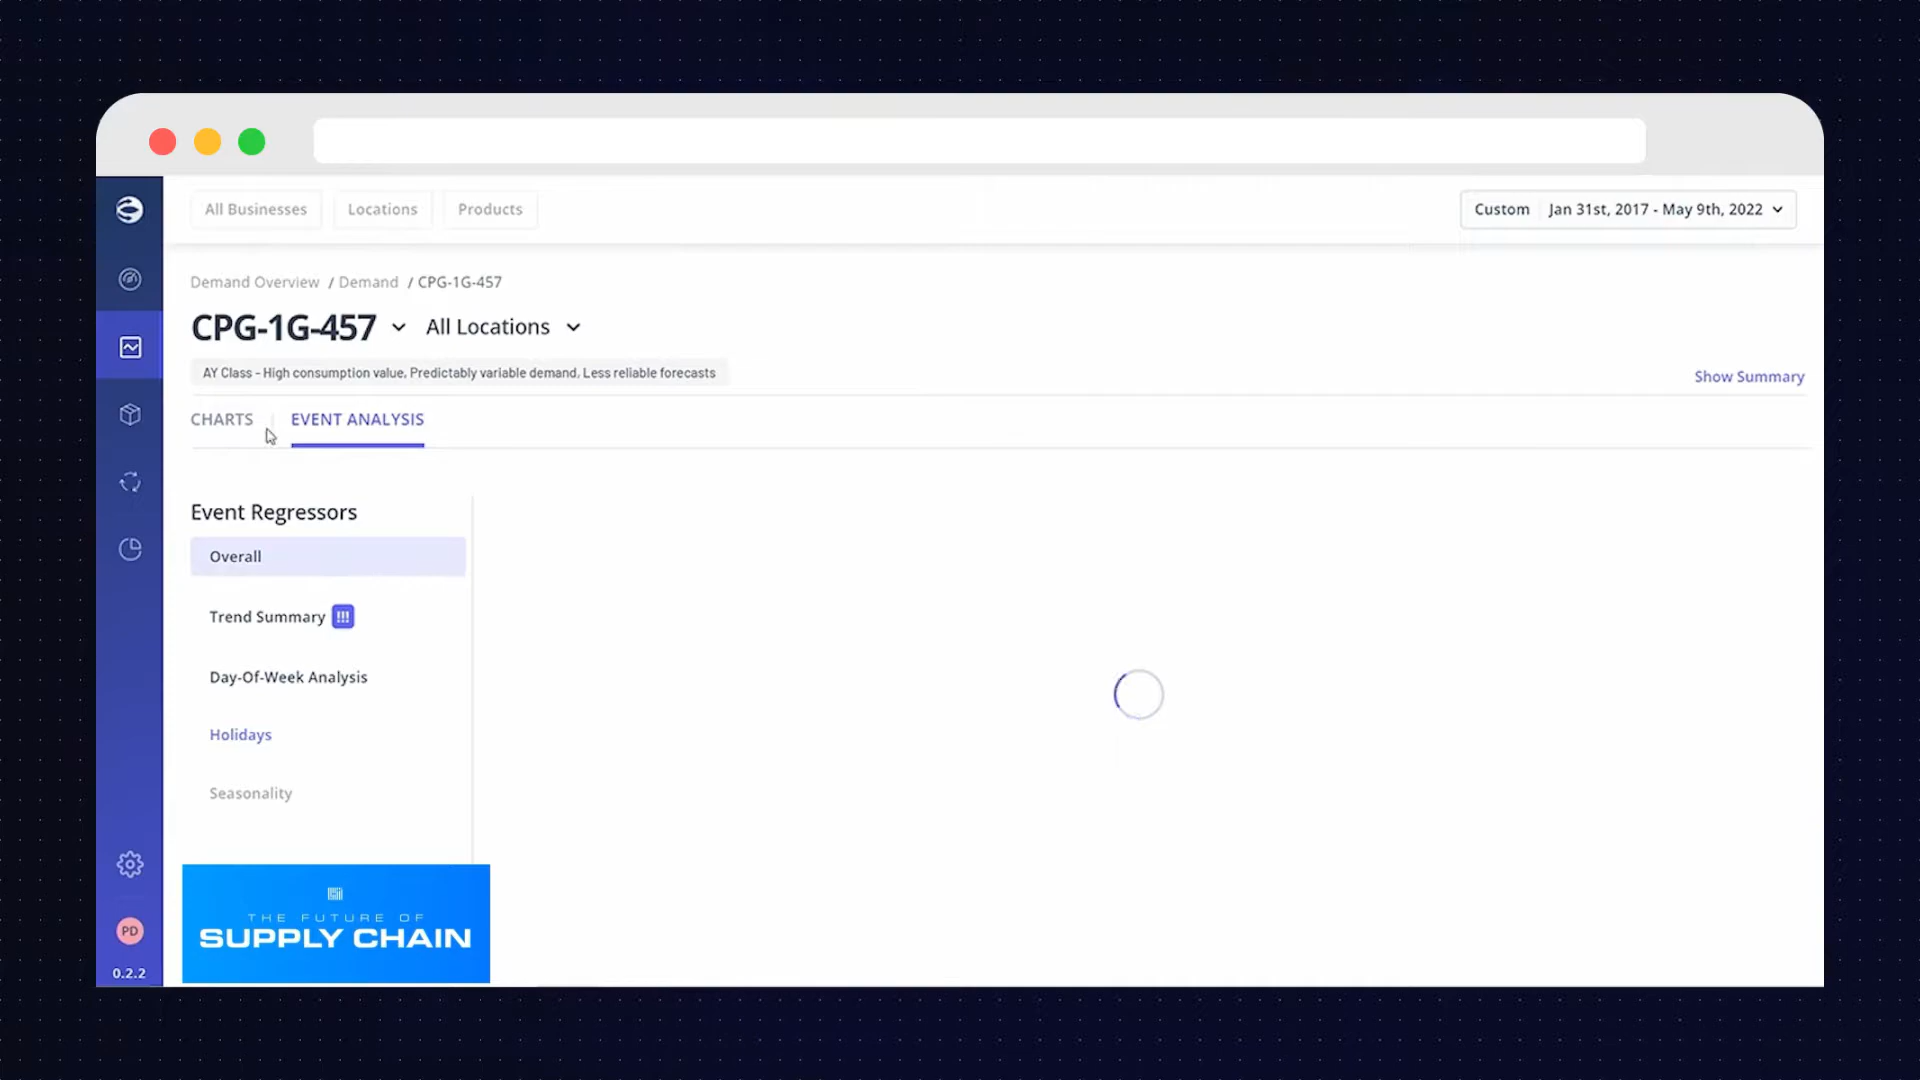 All Businesses Locations Products Custom Jan 31st, 2017 - May 9th, 2022
Demand Overview / Demand / CPG-1G-457
CPG-1G-457 All Locations
AY Class - High consumption value, Predictably variable demand, Less reliable forecasts
Show Summary
CHARTS EVENT ANALYSIS
Event Regressors
Overall
Trend Summary !!!
Day-Of-Week Analysis
Holidays
Seasonality
PD
0.2.2
THE FUTURE OF
SUPPLY CHAIN